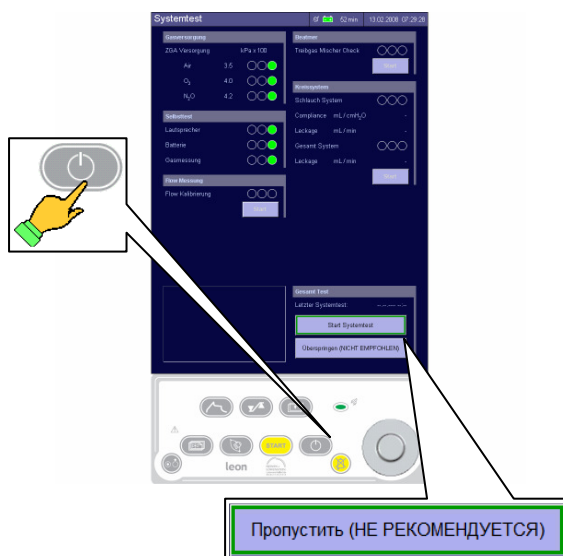 Systemtest 52 min 13.02.2008 07:28:28
Gasversorgung
ZGA Versorgung kPa x 100
Air 3.6
O₂ 4.0
N₂O 4.2
Selbsttest
Lautsprecher
Batterie
Gasmessung
Flow Messung
Flow Kalibrierung
Start
Beatmer
Treibgas Mischer Check
Start
Kreissystem
Schlauch System
Compliance mL/cmH₂O -
Leckage mL/min -
Gesamt System
Leckage mL/min -
Start
Gesamt Test
Letzter Systemtest: --.--.-- --
Start Systemtest
Überspringen (NICHT EMPFOHLEN)
START
leon
Пропустить (НЕ РЕКОМЕНДУЕТСЯ)